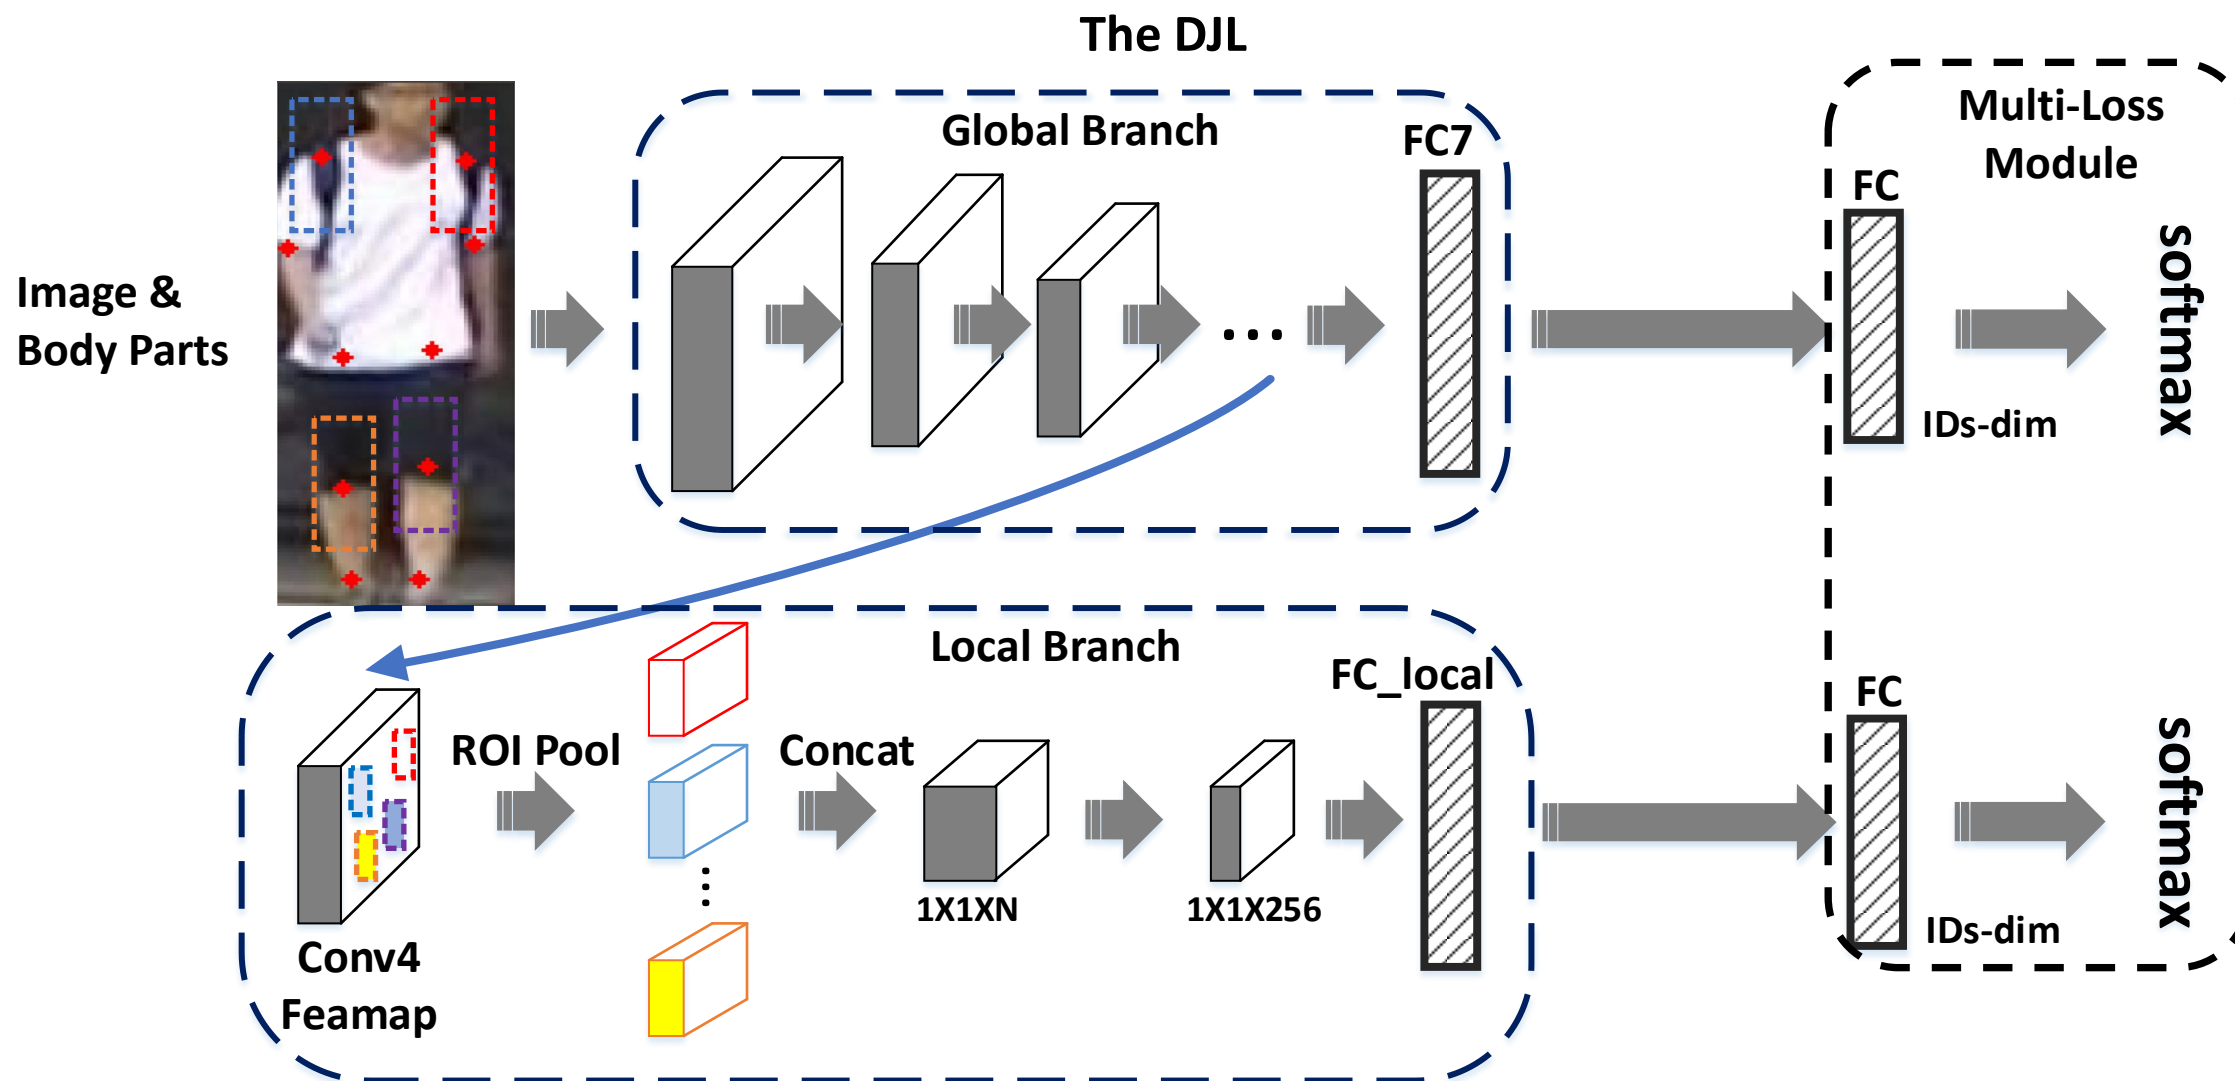 The DJL
Image &
Body Parts
Global Branch
FC7
...
Multi-Loss
Module
FC
IDs-dim
softmax
Local Branch
Conv4
Feamap
ROI Pool
Concat
1X1XN
1X1X256
FC_local
FC
IDs-dim
softmax